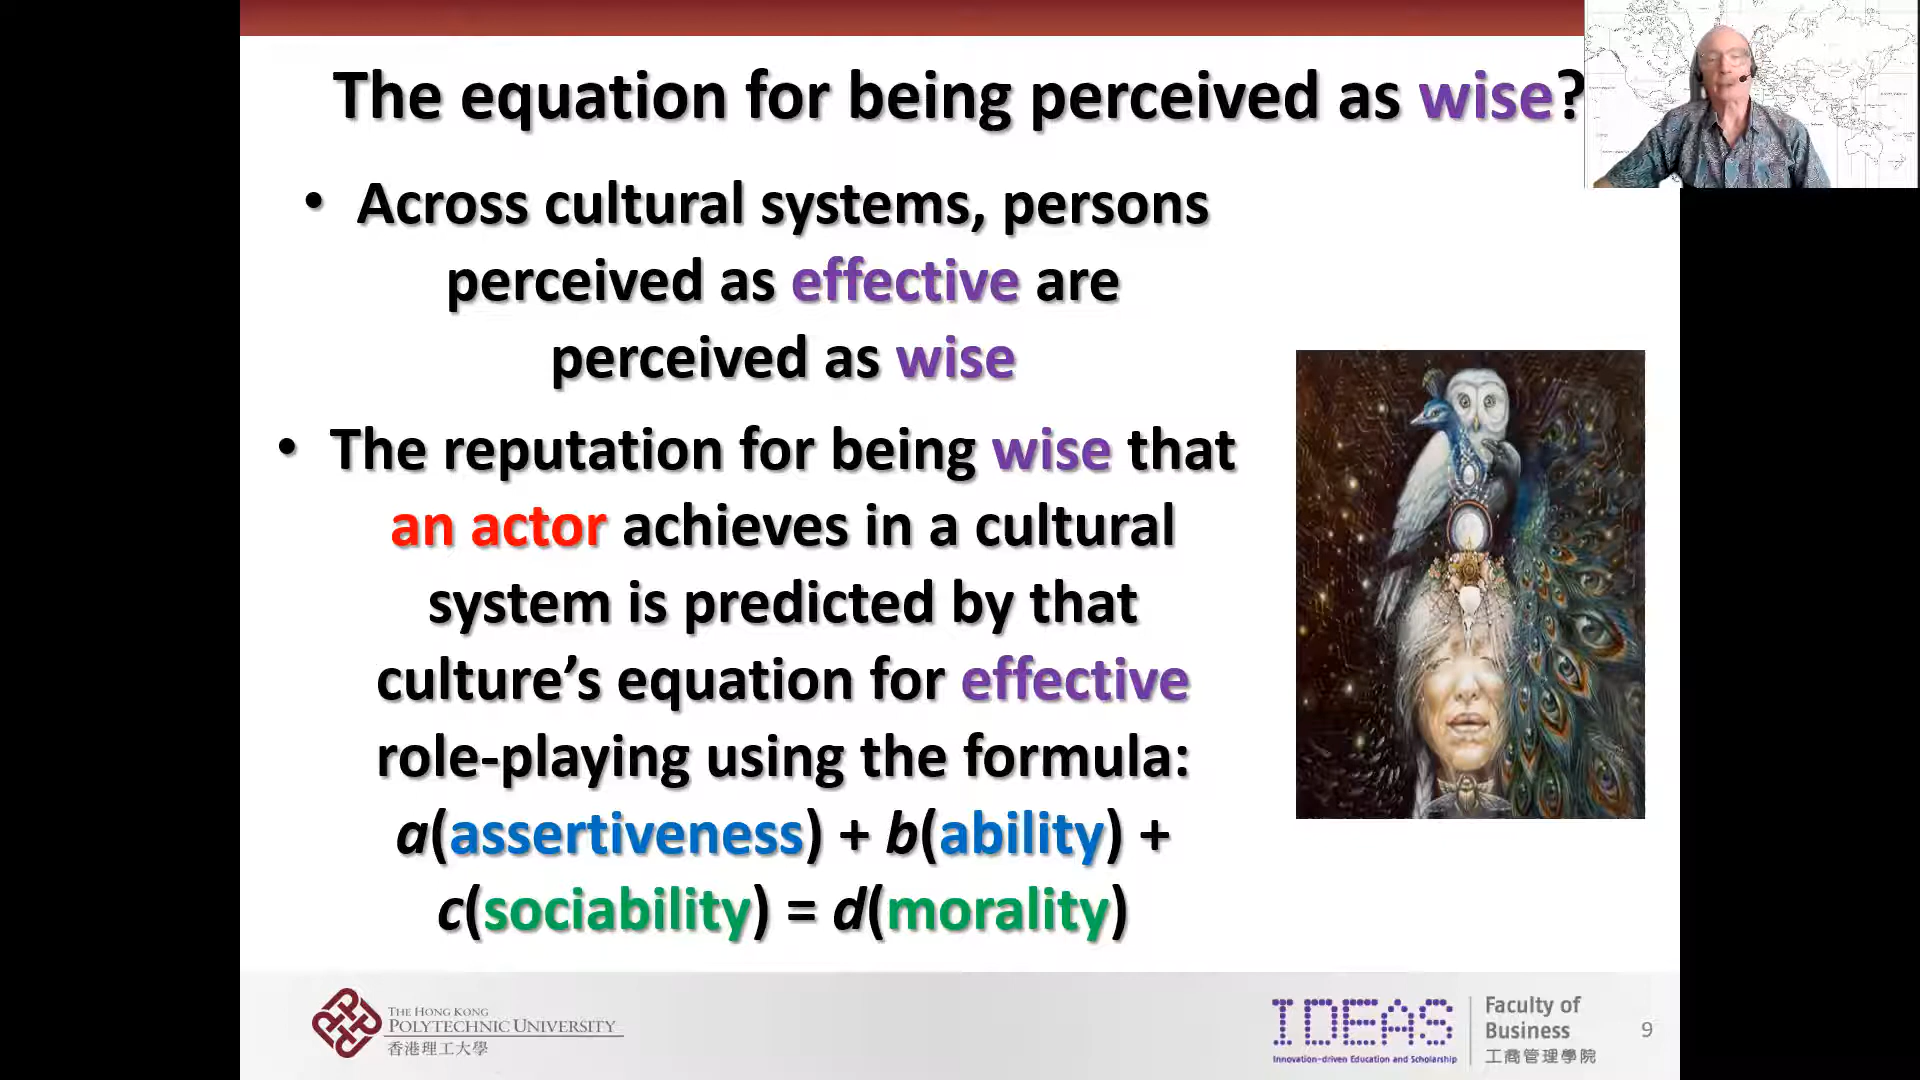 The equation for being perceived as wise?
• Across cultural systems, persons
perceived as effective are
perceived as wise
• The reputation for being wise that
an actor achieves in a cultural
system is predicted by that
culture’s equation for effective
role-playing using the formula:
a(assertiveness) + b(ability) +
c(sociability) = d(morality)
THE HONG KONG
POLYTECHNIC UNIVERSITY
香港理工大學
IDEAS
Innovation-driven Education and Scholarship
Faculty of
Business
工商管理學院
9